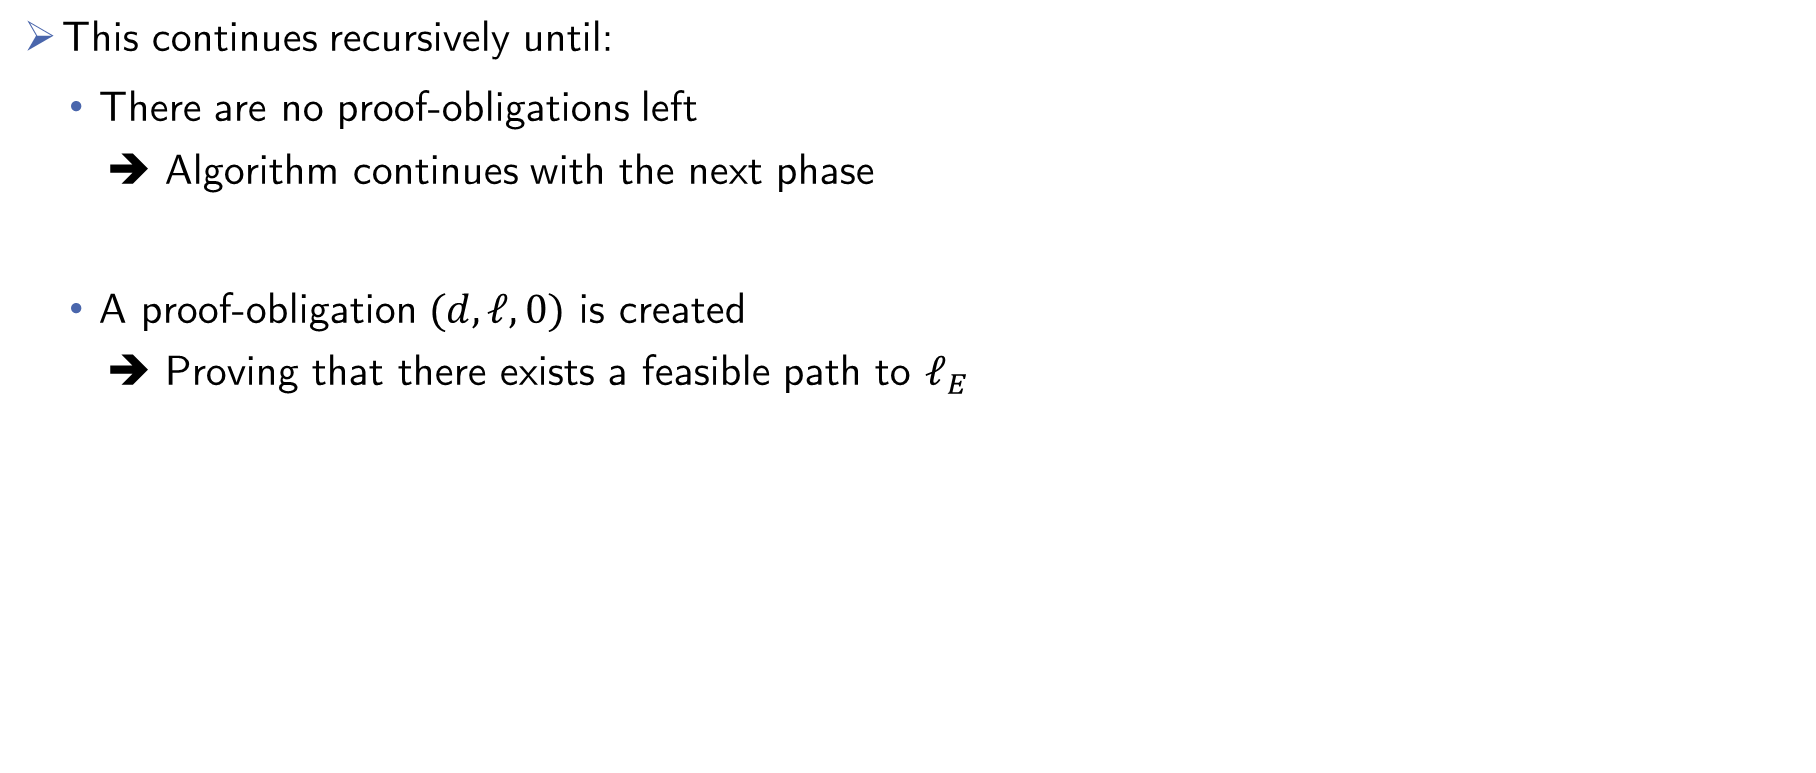 ➢ This continues recursively until:
• There are no proof-obligations left
➔ Algorithm continues with the next phase
• A proof-obligation (𝑑, ℓ, 0) is created
➔ Proving that there exists a feasible path to ℓ_𝐸